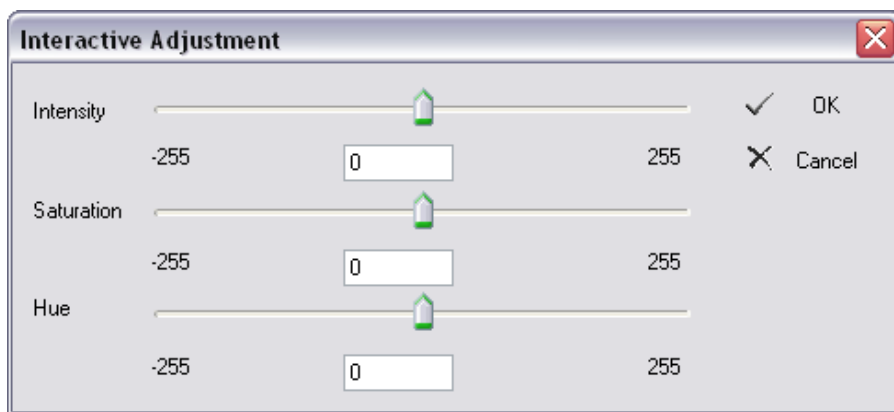 Interactive Adjustment
Intensity
OK
-255 0 255
Cancel
Saturation
-255 0 255
Hue
-255 0 255